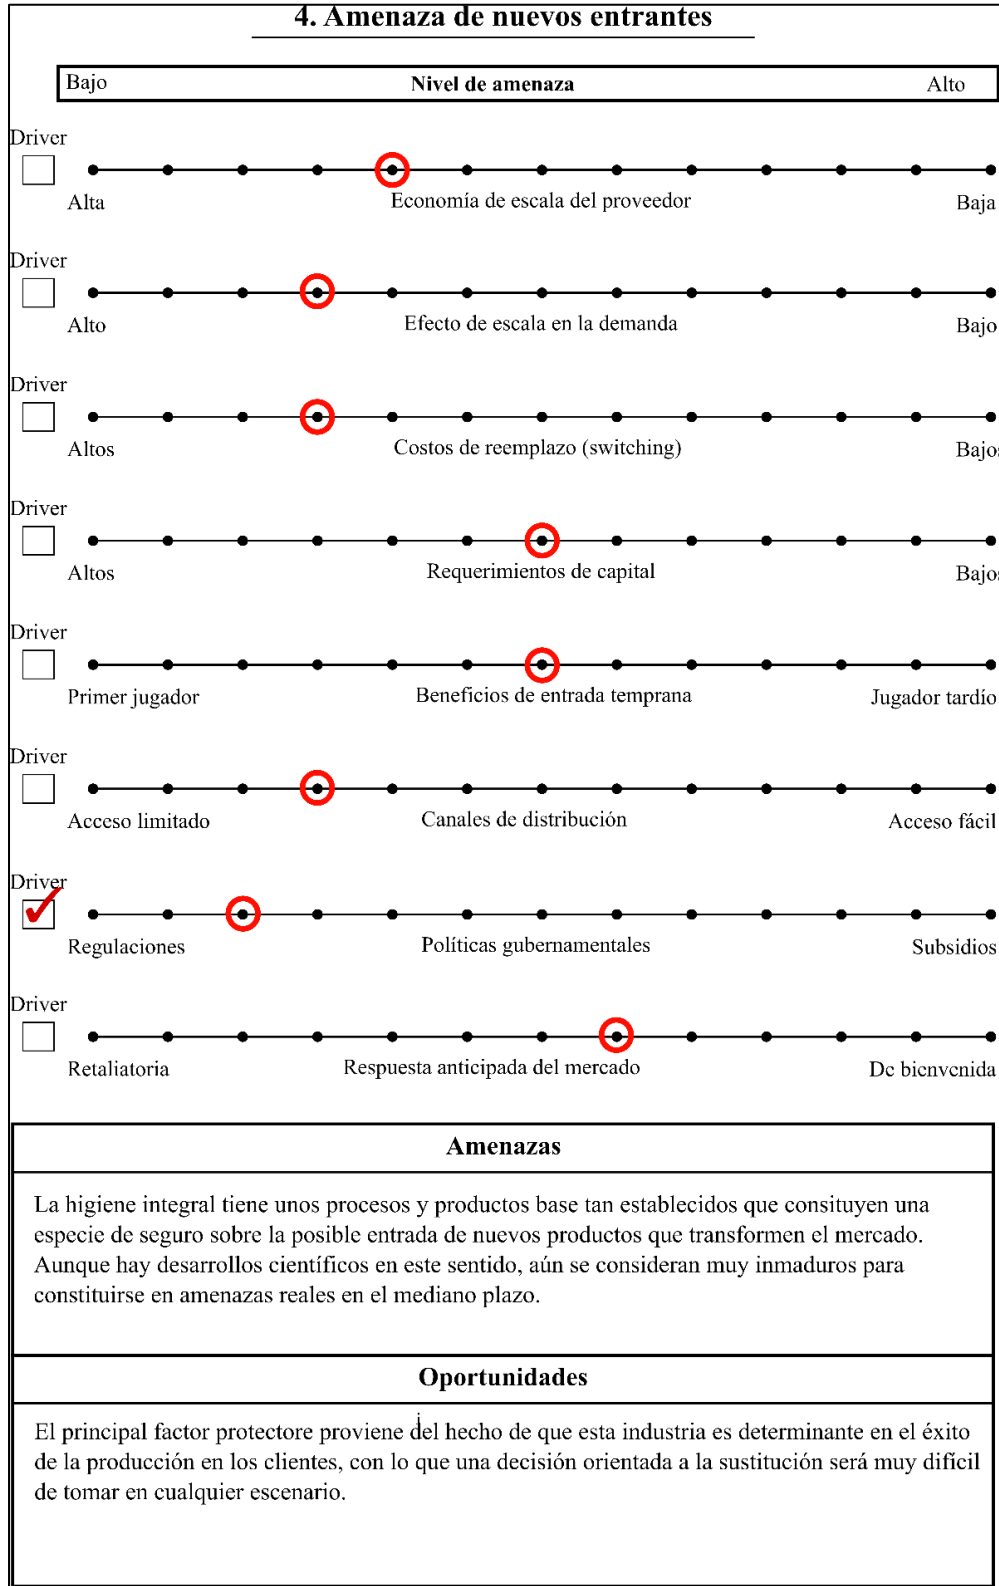 4. Amenaza de nuevos entrantes
Bajo Nivel de amenaza Alto
Driver
Alta Economía de escala del proveedor Baja
Driver
Alto Efecto de escala en la demanda Bajo
Driver
Altos Costos de reemplazo (switching) Bajos
Driver
Altos Requerimientos de capital Bajos
Driver
Primer jugador Beneficios de entrada temprana Jugador tardío
Driver
Acceso limitado Canales de distribución Acceso fácil
Driver
Regulaciones Políticas gubernamentales Subsidios
Driver
Retaliatoria Respuesta anticipada del mercado De bienvenida
Amenazas
La higiene integral tiene unos procesos y productos base tan establecidos que consituyen una
especie de seguro sobre la posible entrada de nuevos productos que transformen el mercado.
Aunque hay desarrollos científicos en este sentido, aún se consideran muy inmaduros para
constituirse en amenazas reales en el mediano plazo.
Oportunidades
i
El principal factor protectore proviene del hecho de que esta industria es determinante en el éxito
de la producción en los clientes, con lo que una decisión orientada a la sustitución será muy difícil
de tomar en cualquier escenario.